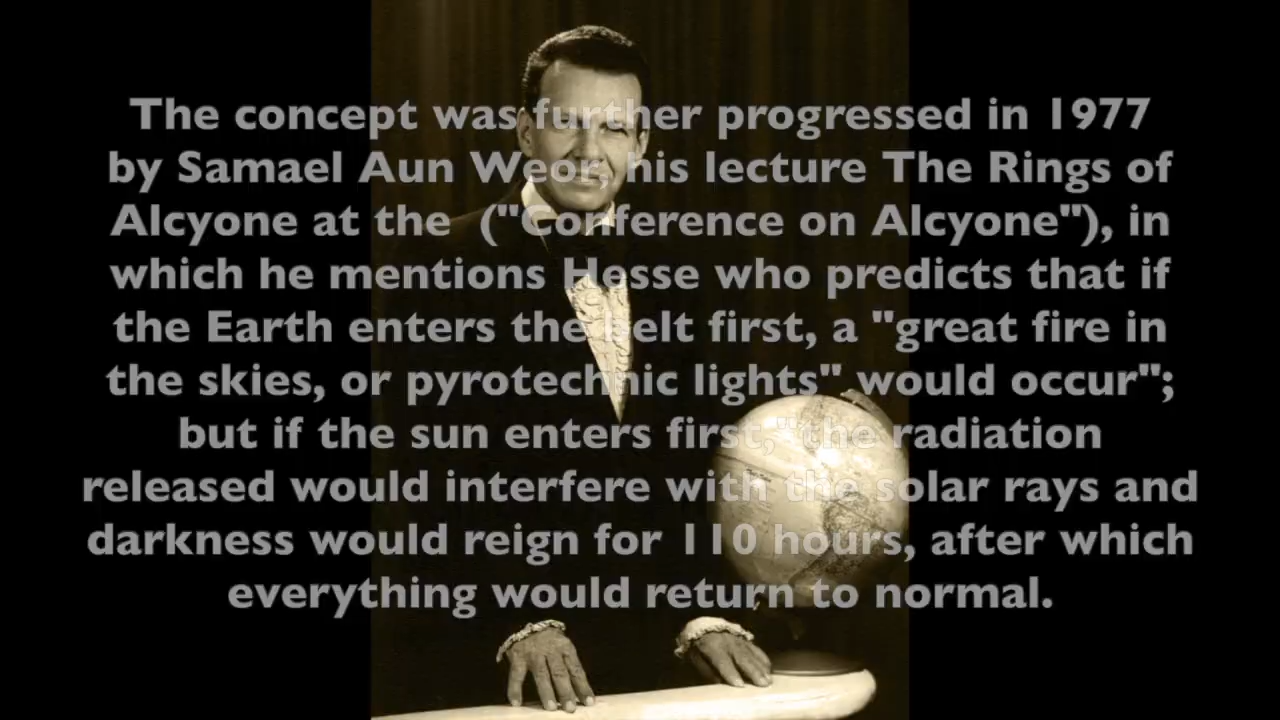 The concept was further progressed in 1977
by Samael Aun Weor, his lecture The Rings of
Alcyone at the ("Conference on Alcyone"), in
which he mentions Hesse who predicts that if
the Earth enters the belt first, a "great fire in
the skies, or pyrotechnic lights" would occur";
but if the sun enters first,"the radiation
released would interfere with the solar rays and
darkness would reign for 110 hours, after which
everything would return to normal.